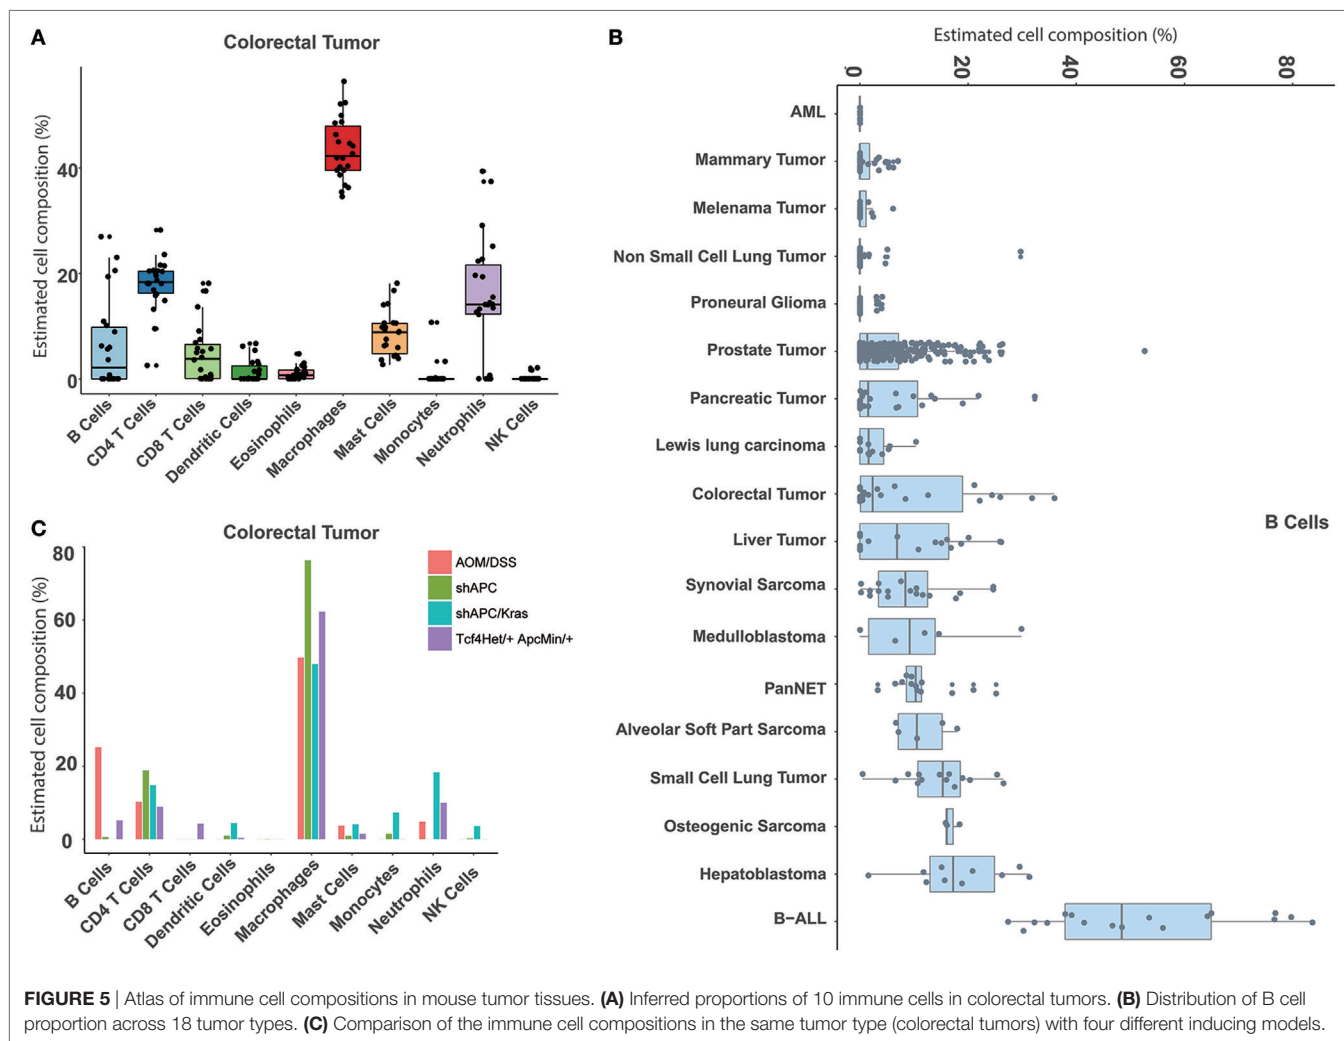 A
Colorectal Tumor
Estimated cell composition (%)
40
20
0
B Cells
CD4 T Cells
CD8 T Cells
Dendritic Cells
Eosinophils
Macrophages
Mast Cells
Monocytes
Neutrophils
NK Cells
B
Estimated cell composition (%)
0
20
40
60
80
AML
Mammary Tumor
Melenama Tumor
Non Small Cell Lung Tumor
Proneural Glioma
Prostate Tumor
Pancreatic Tumor
Lewis lung carcinoma
Colorectal Tumor
Liver Tumor
Synovial Sarcoma
Medulloblastoma
PanNET
Alveolar Soft Part Sarcoma
Small Cell Lung Tumor
Osteogenic Sarcoma
Hepatoblastoma
B-ALL
B Cells
C
Colorectal Tumor
Estimated cell composition (%)
80
60
40
20
0
AOM/DSS
shAPC
shAPC/Kras
Tcf4Het/+ ApcMin/+
B Cells
CD4 T Cells
CD8 T Cells
Dendritic Cells
Eosinophils
Macrophages
Mast Cells
Monocytes
Neutrophils
NK Cells
FIGURE 5 | Atlas of immune cell compositions in mouse tumor tissues. (A) Inferred proportions of 10 immune cells in colorectal tumors. (B) Distribution of B cell
proportion across 18 tumor types. (C) Comparison of the immune cell compositions in the same tumor type (colorectal tumors) with four different inducing models.